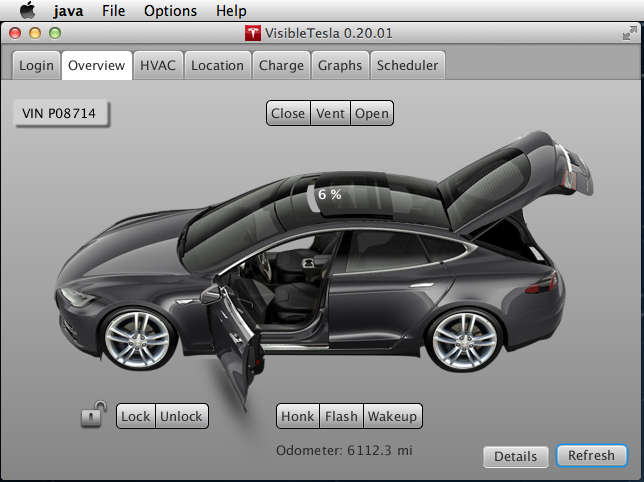 java File Options Help
VisibleTesla 0.20.01
Login Overview HVAC Location Charge Graphs Scheduler
VIN P08714
Close Vent Open
6 %
Lock Unlock Honk Flash Wakeup
Odometer: 6112.3 mi
Details Refresh